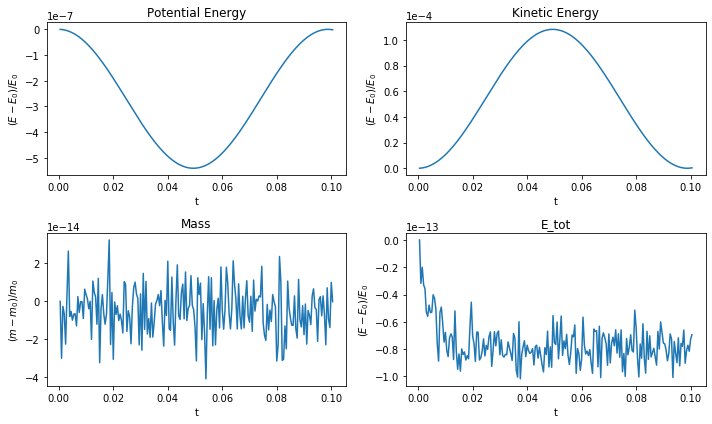 Potential Energy
1e−7
0
−1
−2
−3
−4
−5
(E − E₀)/E₀
0.00 0.02 0.04 0.06 0.08 0.10
t
Kinetic Energy
1e−4
1.0
0.8
0.6
0.4
0.2
0.0
(E − E₀)/E₀
0.00 0.02 0.04 0.06 0.08 0.10
t
Mass
1e−14
2
0
−2
−4
(m − m₀)/m₀
0.00 0.02 0.04 0.06 0.08 0.10
t
E_tot
1e−13
0.0
−0.2
−0.4
−0.6
−0.8
−1.0
(E − E₀)/E₀
0.00 0.02 0.04 0.06 0.08 0.10
t